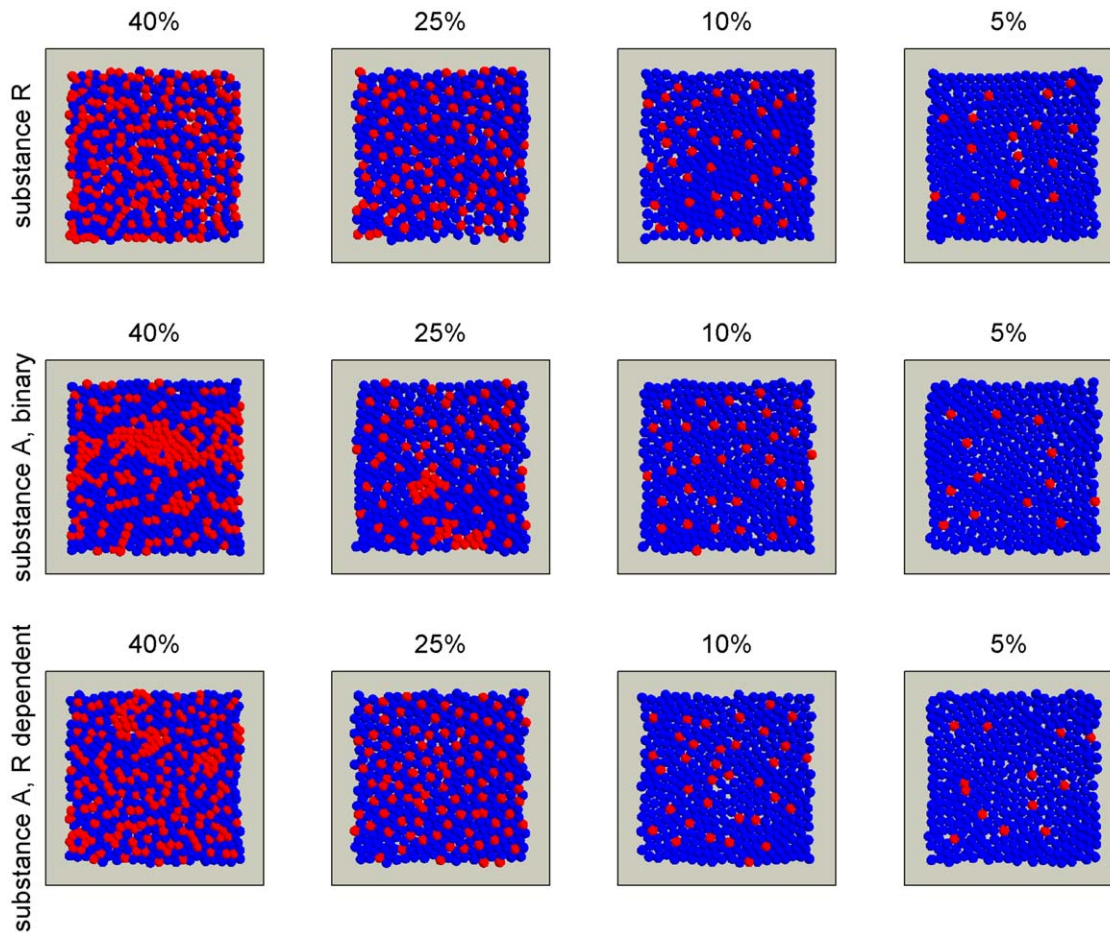 40% 25% 10% 5%
substance R
40% 25% 10% 5%
substance A, binary
40% 25% 10% 5%
substance A, R dependent